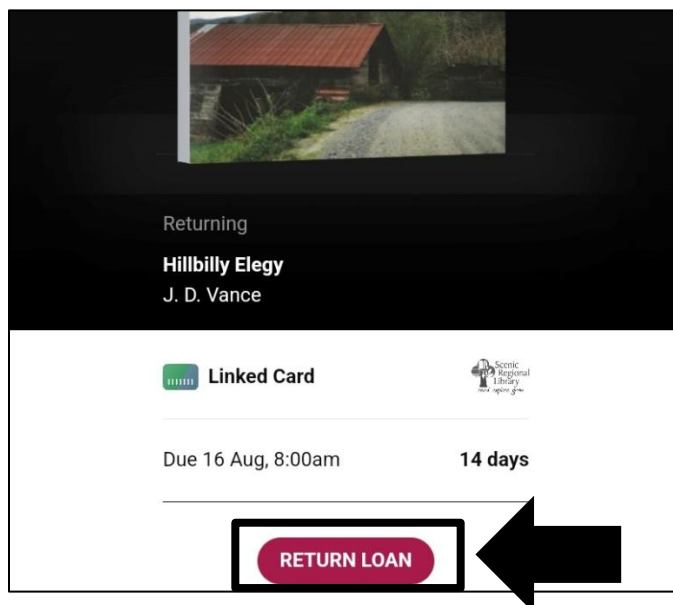 Returning
Hillbilly Elegy
J. D. Vance
Linked Card
Scenic
Regional
Library
Due 16 Aug, 8:00am
14 days
RETURN LOAN